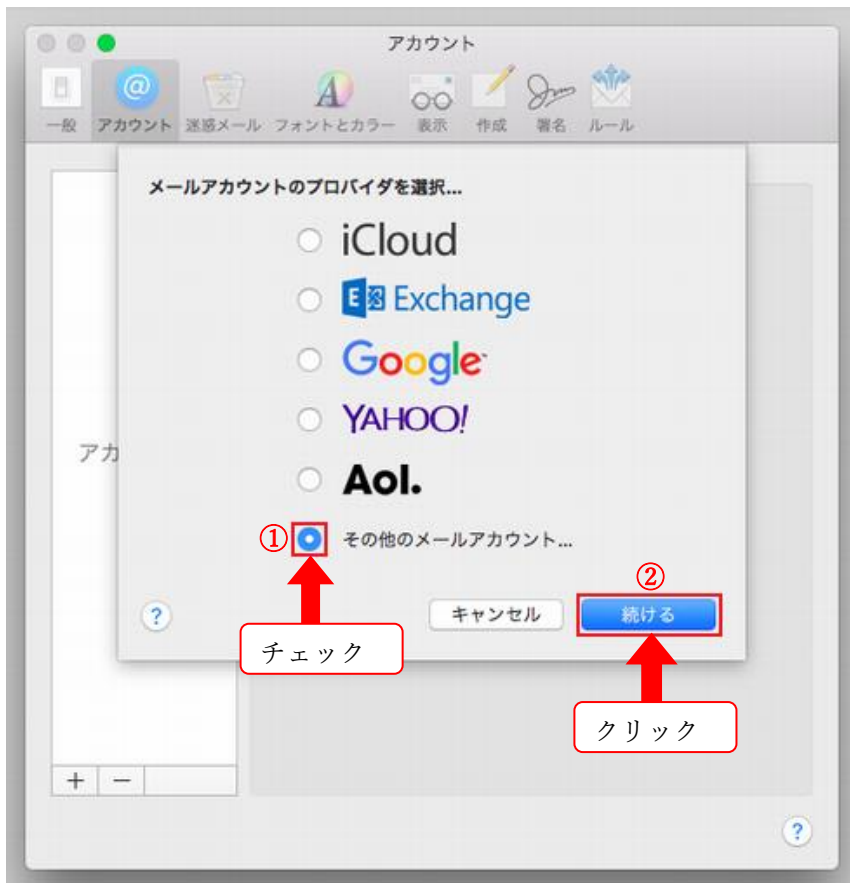 アカウント
@
A
一般 アカウント 迷惑メール フォントとカラー 表示 作成 署名 ルール
メールアカウントのプロバイダを選択...
iCloud
E Exchange
Google
YAHOO!
Aol.
① その他のメールアカウント...
アカ
②
? キャンセル 続ける
チェック
クリック
+ −
?